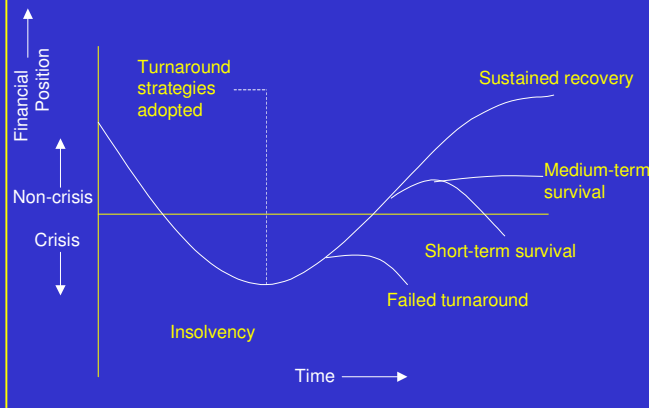 Financial
Position
Turnaround
strategies
adopted
Sustained recovery
Medium-term
survival
Non-crisis
Crisis
Short-term survival
Failed turnaround
Insolvency
Time